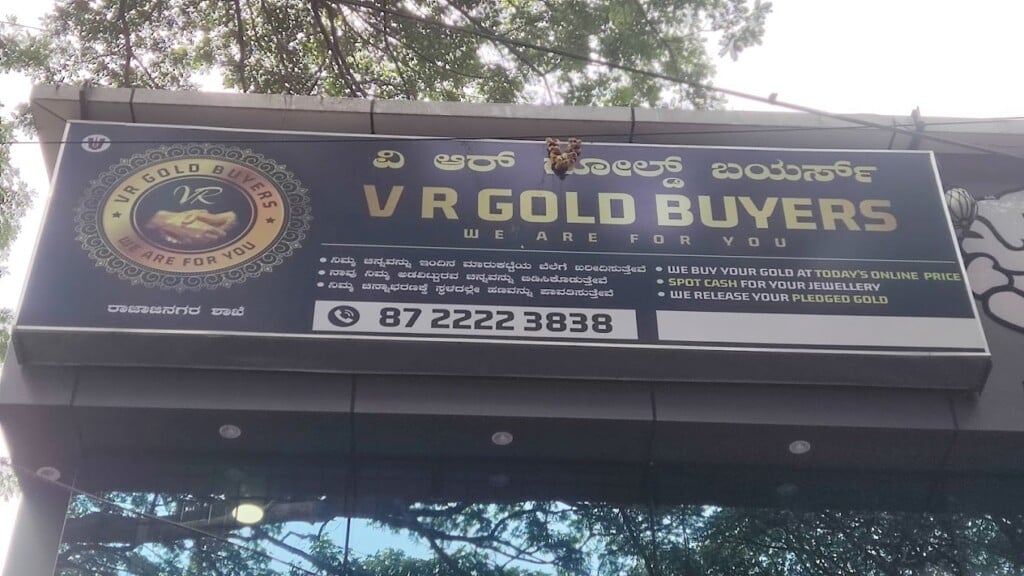 VR GOLD BUYERS
VR
WE ARE FOR YOU
ರಾಜಾಜಿನಗರ ಶಾಖೆ
ವಿ ಆರ್ ಗೋಲ್ಡ್ ಬಯರ್ಸ್
V R GOLD BUYERS
WE ARE FOR YOU
• ನಿಮ್ಮ ಚಿನ್ನವನ್ನು ಇಂದಿನ ಮಾರುಕಟ್ಟೆಯ ಬೆಲೆಗೆ ಖರೀದಿಸುತ್ತೇವೆ
• ನಾವು ನಿಮ್ಮ ಅಡವಿಟ್ಟಿರುವ ಚಿನ್ನವನ್ನು ಬಿಡಿಸಿಕೊಡುತ್ತೇವೆ
• ನಿಮ್ಮ ಚಿನ್ನಾಭರಣಕ್ಕೆ ಸ್ಥಳದಲ್ಲೇ ಹಣವನ್ನು ಪಾವತಿಸುತ್ತೇವೆ
• WE BUY YOUR GOLD AT TODAY'S ONLINE PRICE
• SPOT CASH FOR YOUR JEWELLERY
• WE RELEASE YOUR PLEDGED GOLD
87 2222 3838